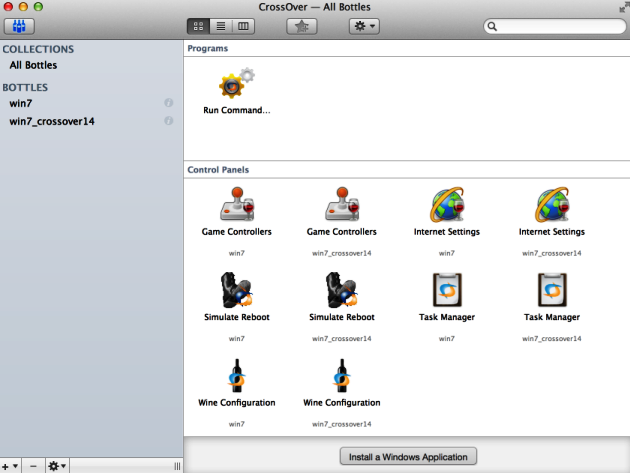 CrossOver — All Bottles
COLLECTIONS
All Bottles
BOTTLES
win7
win7_crossover14
Programs
Run Command...
Control Panels
Game Controllers
win7
Game Controllers
win7_crossover14
Internet Settings
win7
Internet Settings
win7_crossover14
Simulate Reboot
win7
Simulate Reboot
win7_crossover14
Task Manager
win7
Task Manager
win7_crossover14
Wine Configuration
win7
Wine Configuration
win7_crossover14
Install a Windows Application